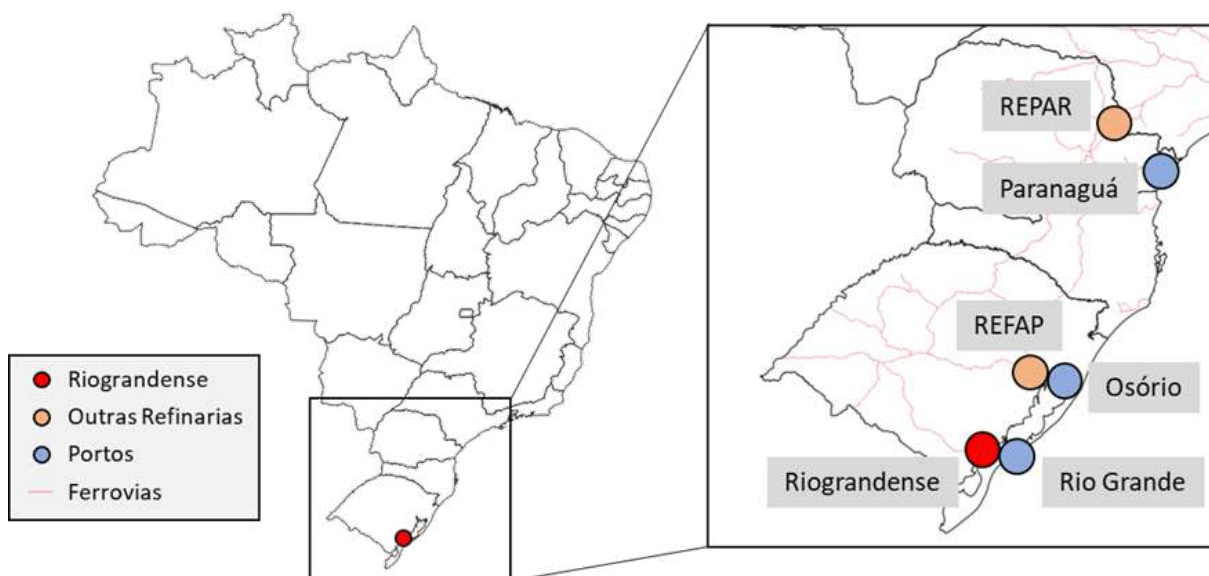 REPAR
Paranaguá
REFAP
Osório
Riograndense
Rio Grande
Riograndense
Outras Refinarias
Portos
Ferrovias